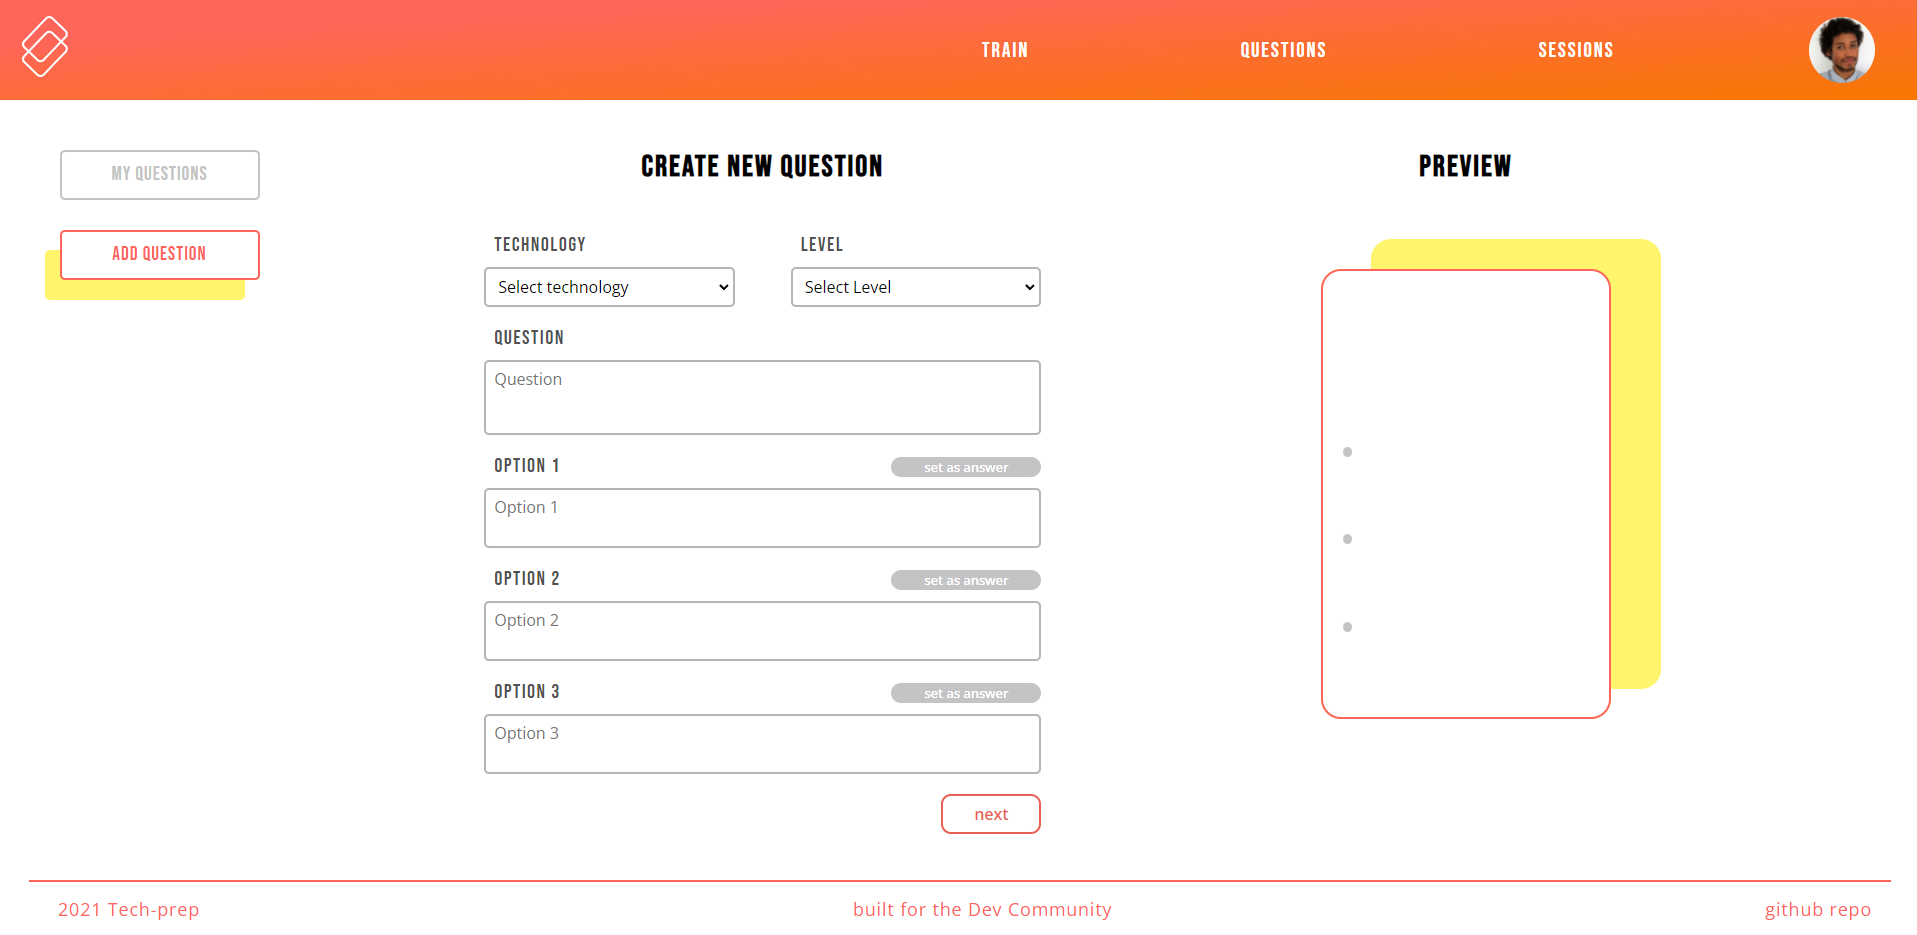 TRAIN QUESTIONS SESSIONS
MY QUESTIONS
ADD QUESTION
CREATE NEW QUESTION
TECHNOLOGY LEVEL
Select technology Select Level
QUESTION
Question
OPTION 1 set as answer
Option 1
OPTION 2 set as answer
Option 2
OPTION 3 set as answer
Option 3
next
PREVIEW
2021 Tech-prep built for the Dev Community github repo